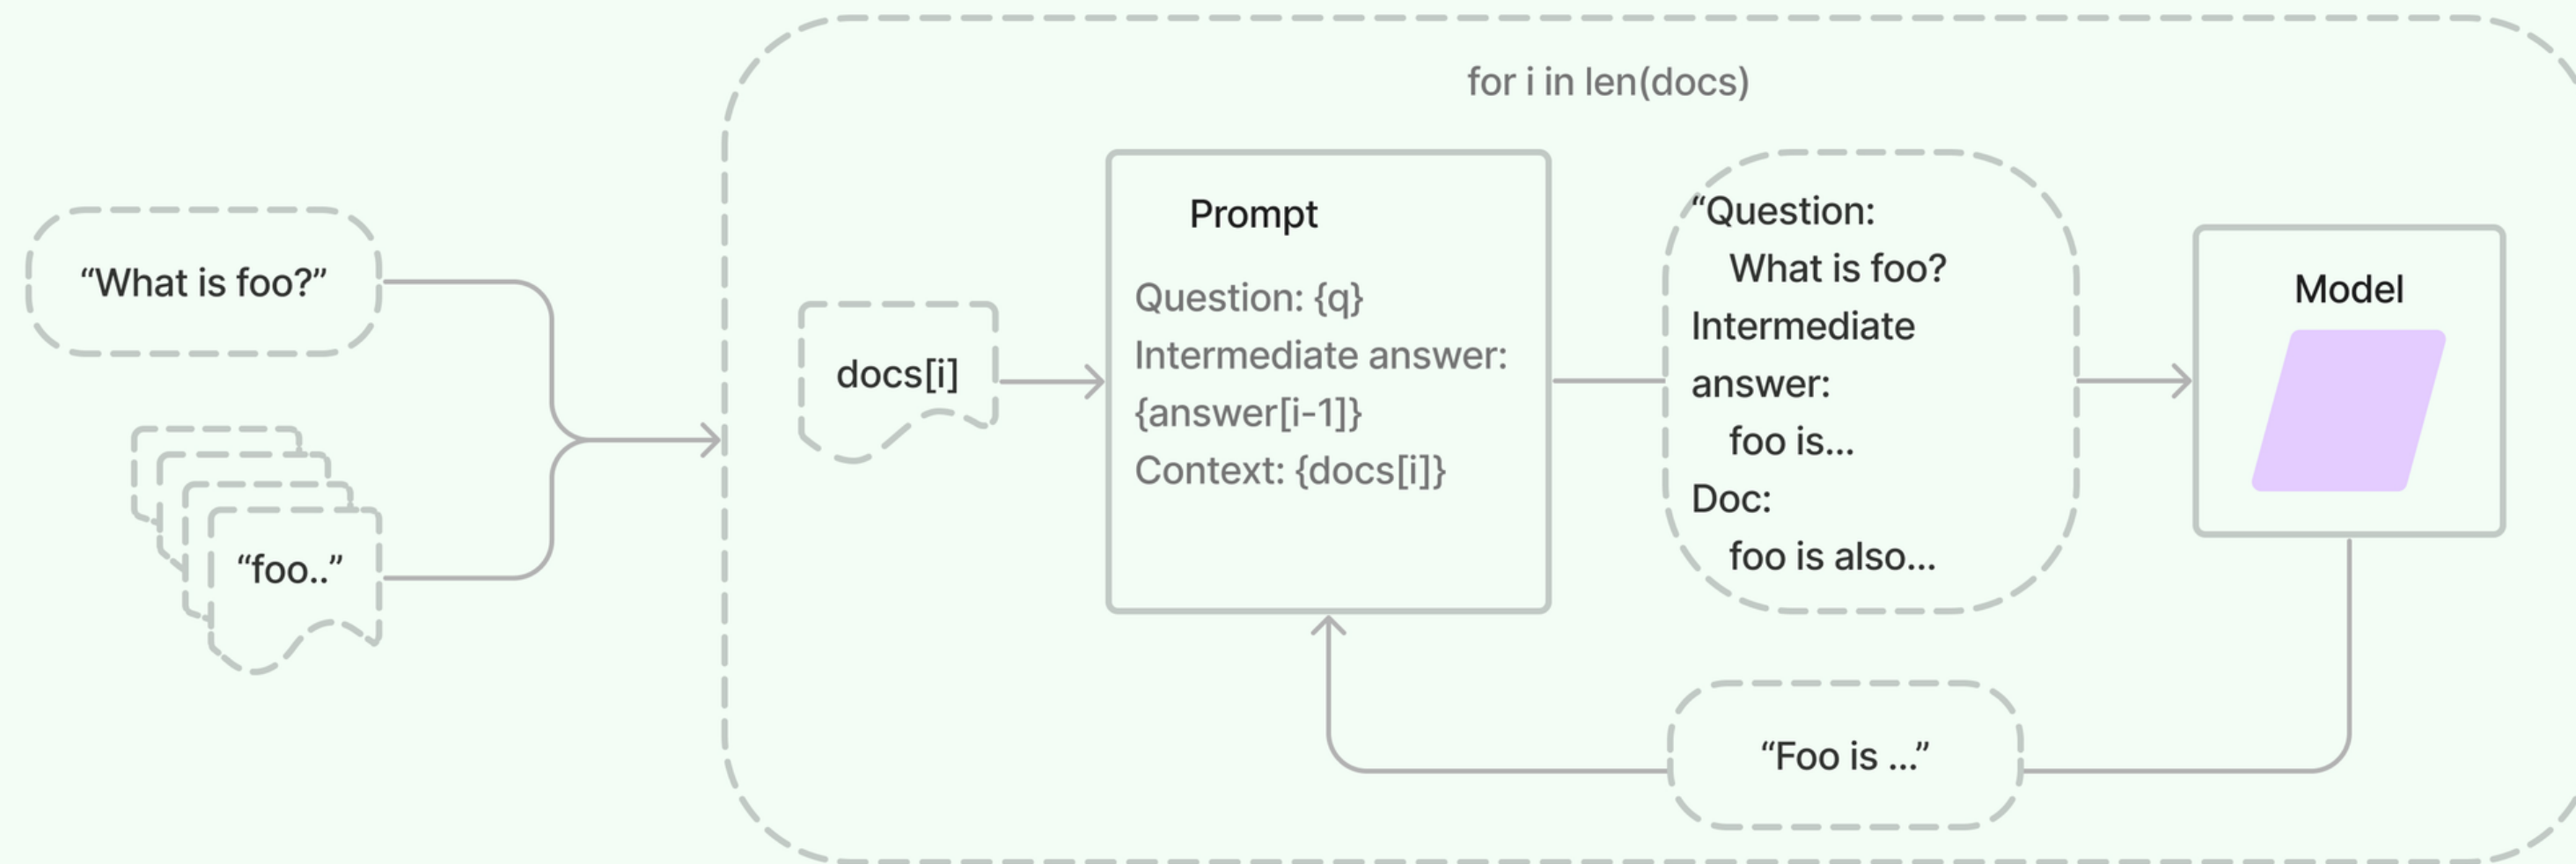 for i in len(docs)
“What is foo?”
“foo..”
docs[i]
Prompt
Question: {q}
Intermediate answer:
{answer[i-1]}
Context: {docs[i]}
“Question:
What is foo?
Intermediate
answer:
foo is...
Doc:
foo is also...
Model
“Foo is ...”